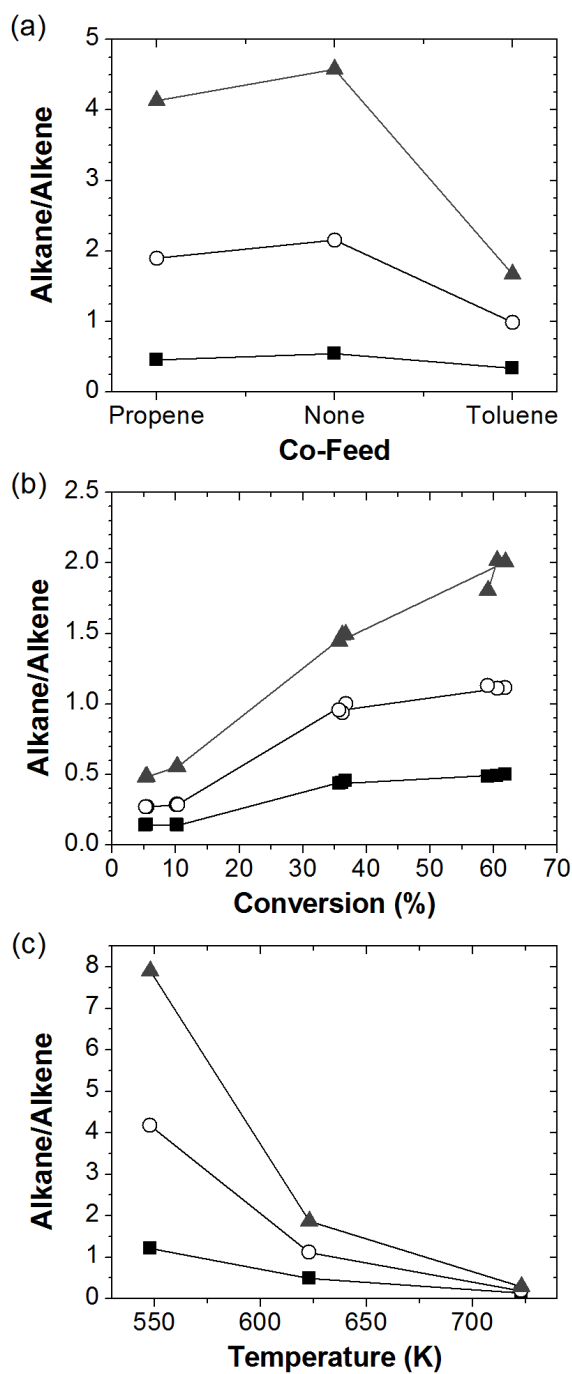 (a)
5
4
3
2
1
0
Alkane/Alkene
Propene None Toluene
Co-Feed
(b)
2.5
2.0
1.5
1.0
0.5
0.0
Alkane/Alkene
0 10 20 30 40 50 60 70
Conversion (%)
(c)
8
7
6
5
4
3
2
1
0
Alkane/Alkene
550 600 650 700
Temperature (K)